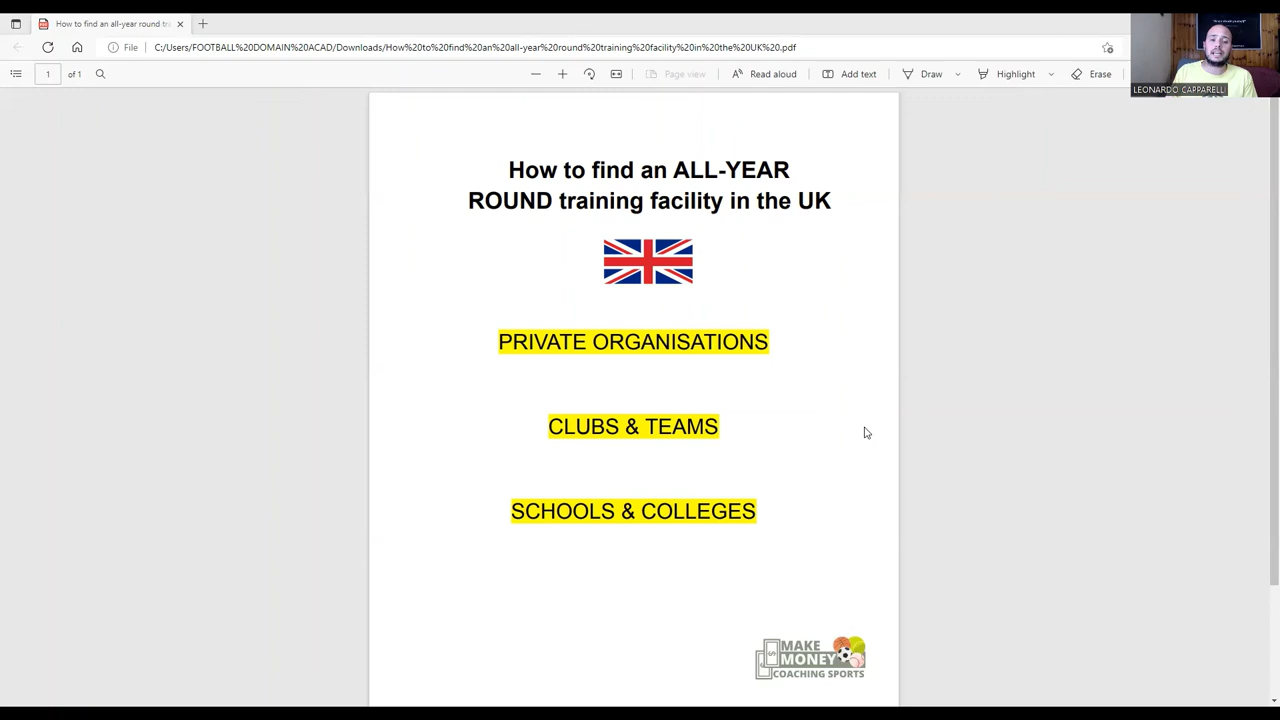 How to find an all-year round tra
File
C:/Users/FOOTBALL%20DOMAIN%20ACAD/Downloads/How%20to%20find%20an%20all-year%20round%20training%20facility%20in%20the%20UK%20.pdf
1 of 1
Page view
Read aloud
Add text
Draw
Highlight
Erase
LEONARDO CAPPARELLI
How to find an ALL-YEAR
ROUND training facility in the UK
PRIVATE ORGANISATIONS
CLUBS & TEAMS
SCHOOLS & COLLEGES
MAKE
MONEY
COACHING SPORTS